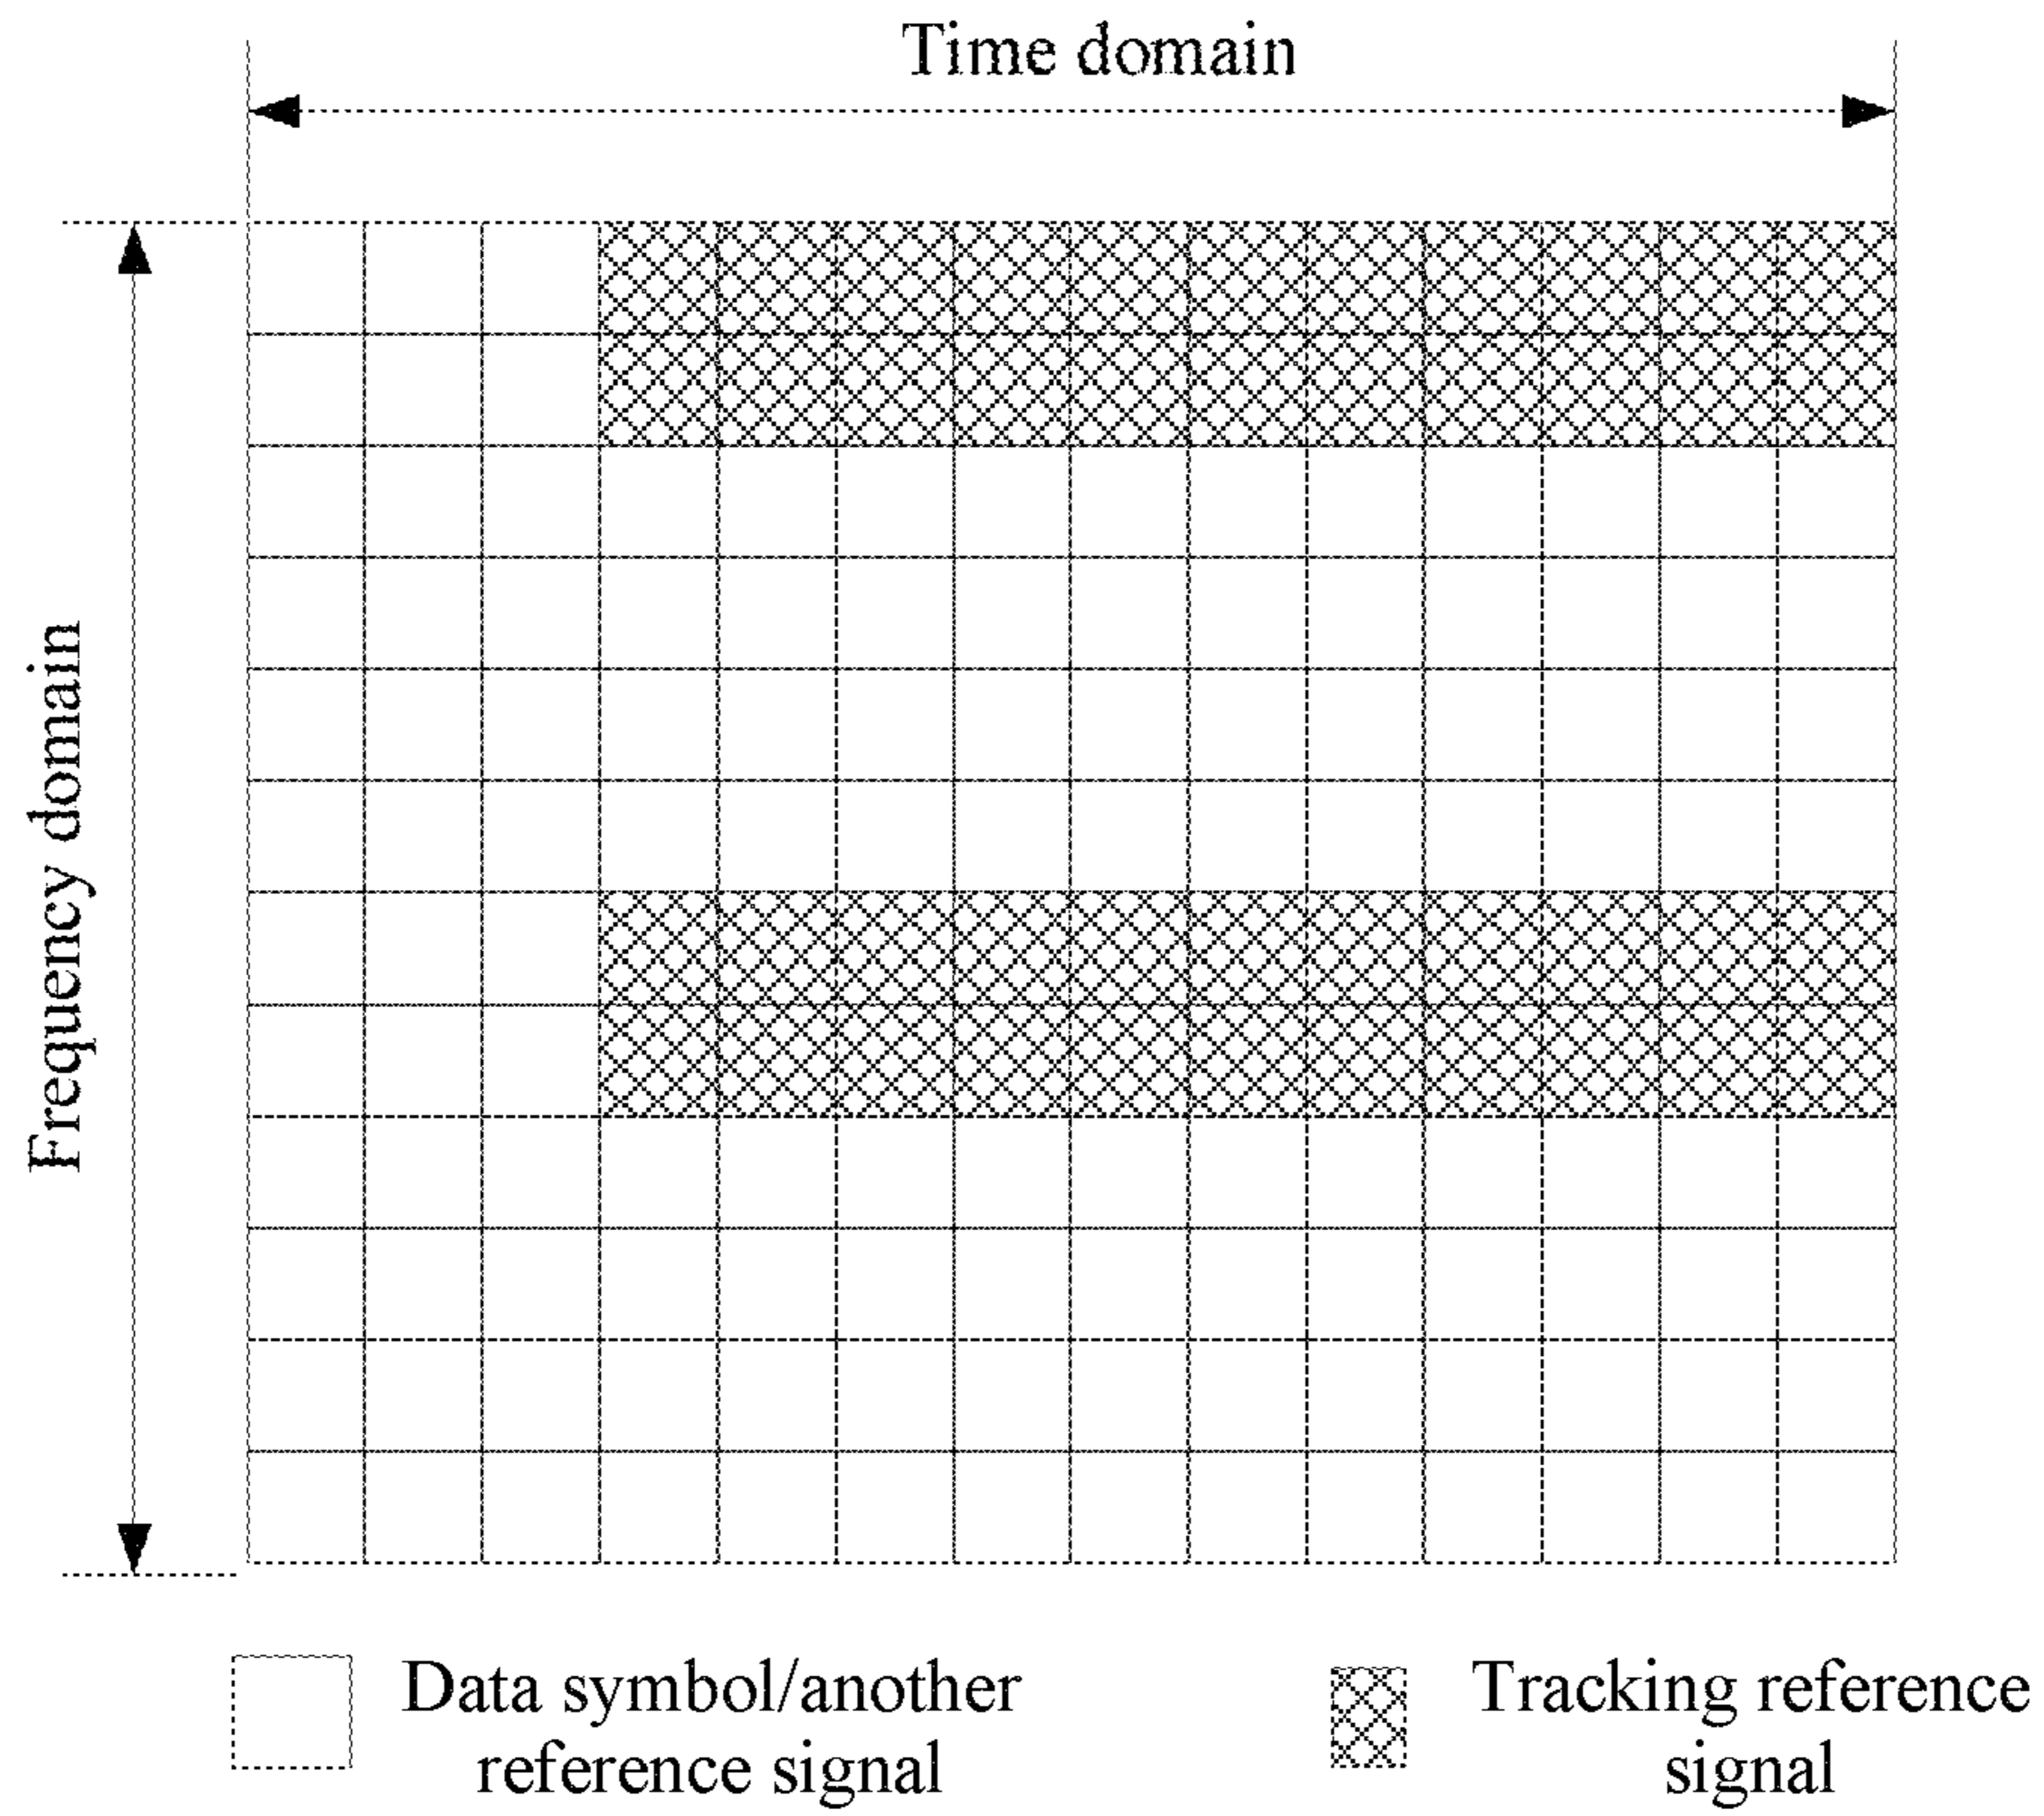 Time domain
Frequency domain
Data symbol/another
reference signal
Tracking reference
signal